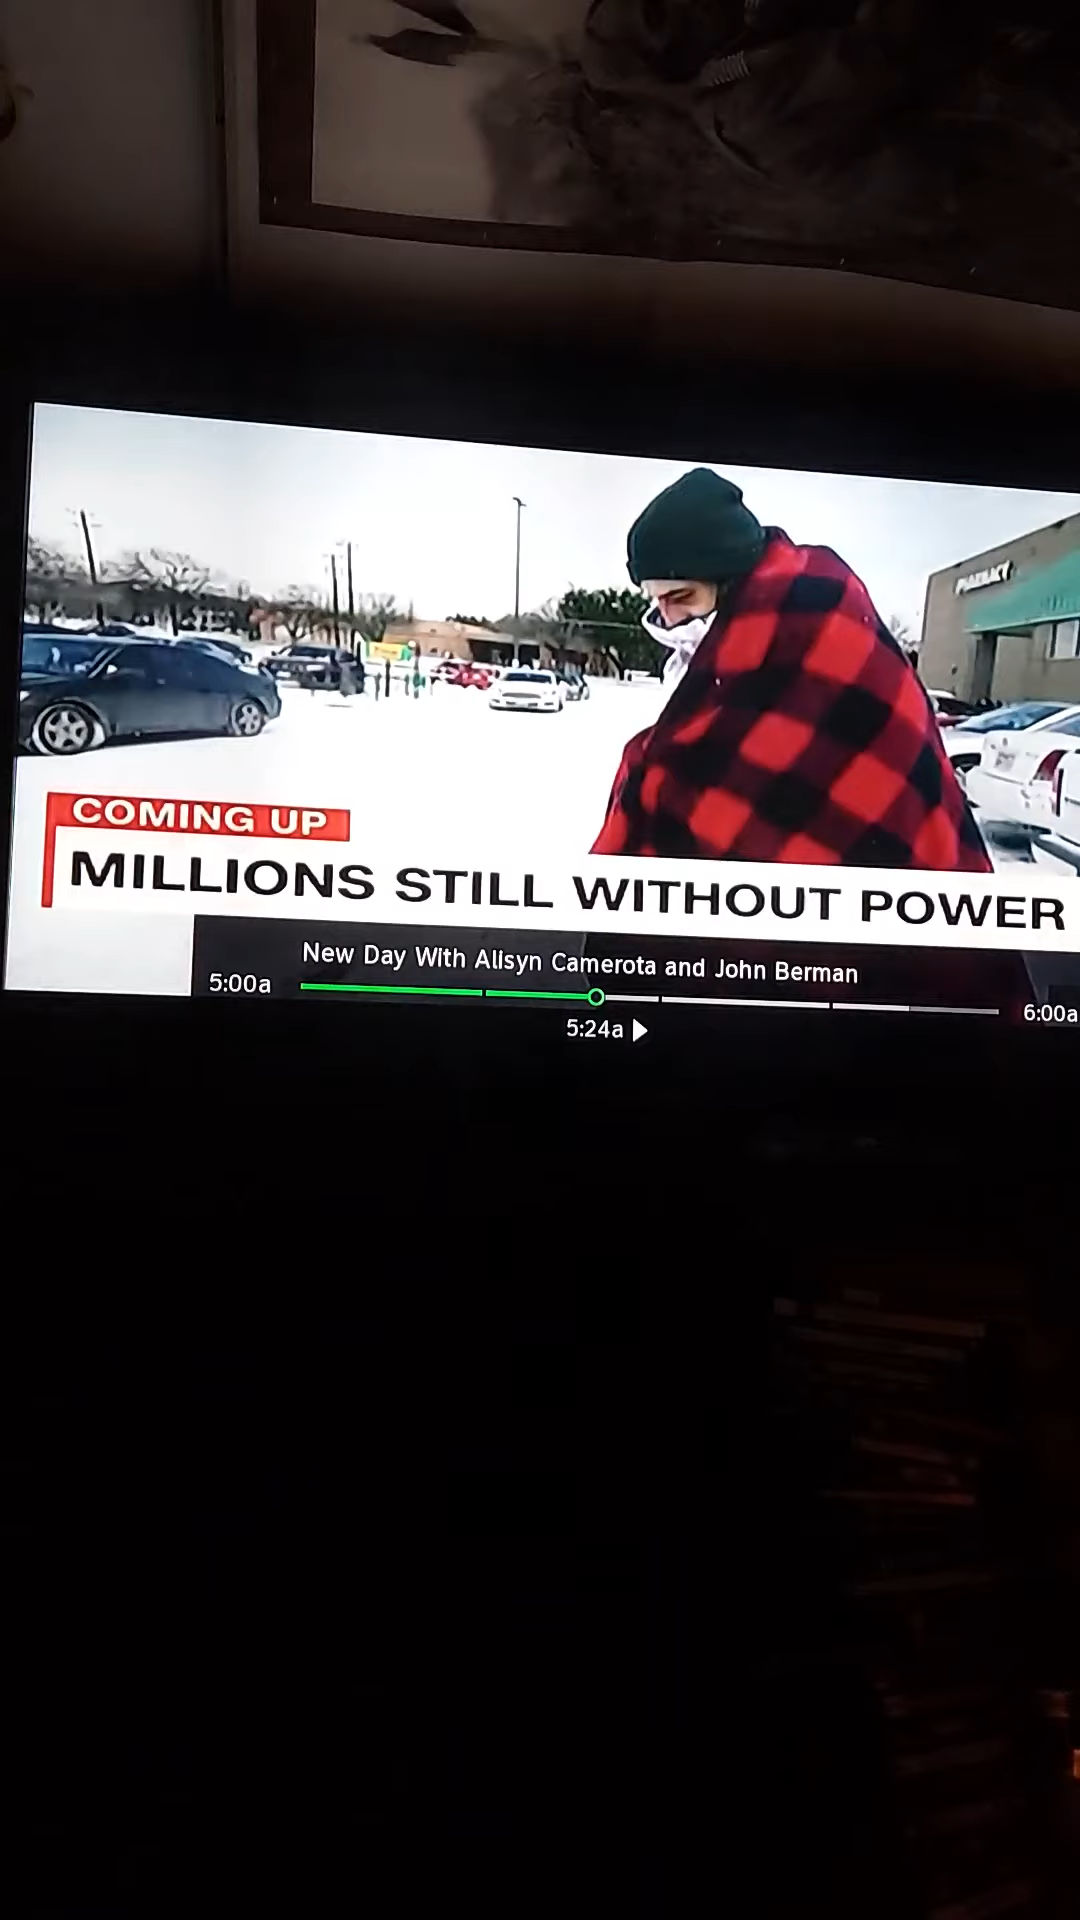 PHARMACY
COMING UP
MILLIONS STILL WITHOUT POWER
New Day With Alisyn Camerota and John Berman
5:00a
6:00a
5:24a